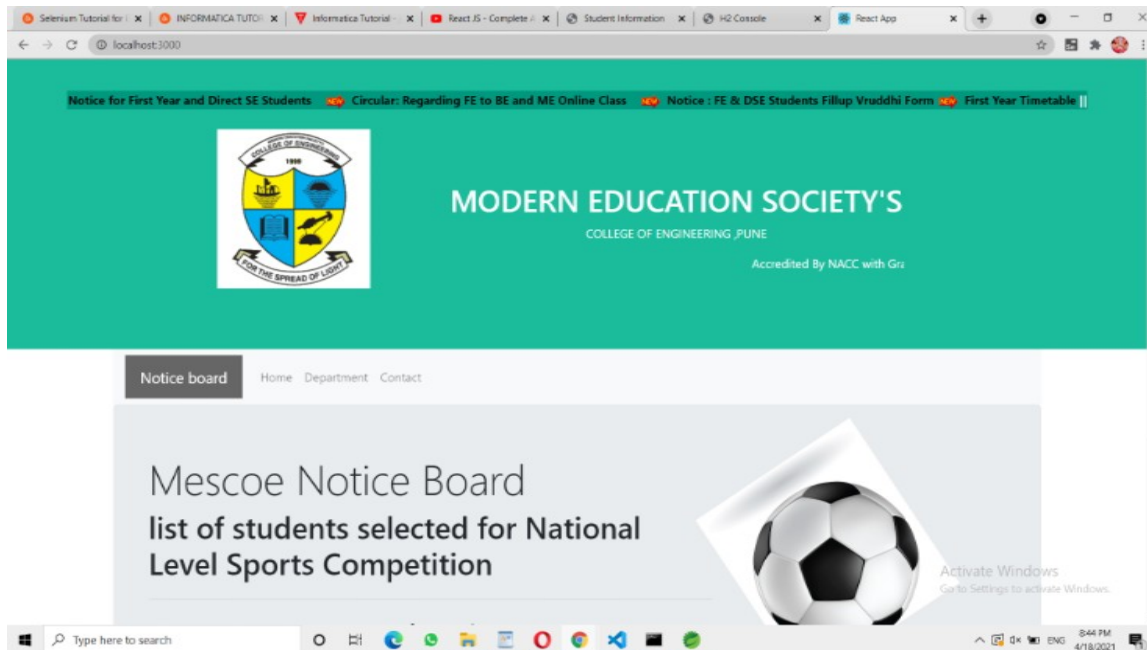 Selenium Tutorial for
INFORMATICA TUTOR
Informatica Tutorial -
React JS - Complete
Student Information
H2 Console
React App
localhost:3000
Notice for First Year and Direct SE Students NEW Circular: Regarding FE to BE and ME Online Class NEW Notice : FE & DSE Students Fillup Vruddhi Form NEW First Year Timetable ||
COLLEGE OF ENGINEERING
1999
FOR THE SPREAD OF LIGHT
MODERN EDUCATION SOCIETY'S
COLLEGE OF ENGINEERING ,PUNE
Accredited By NACC with Gra
Notice board Home Department Contact
Mescoe Notice Board
list of students selected for National
Level Sports Competition
Activate Windows
Go to Settings to activate Windows.
Type here to search
ENG
8:44 PM
4/18/2021